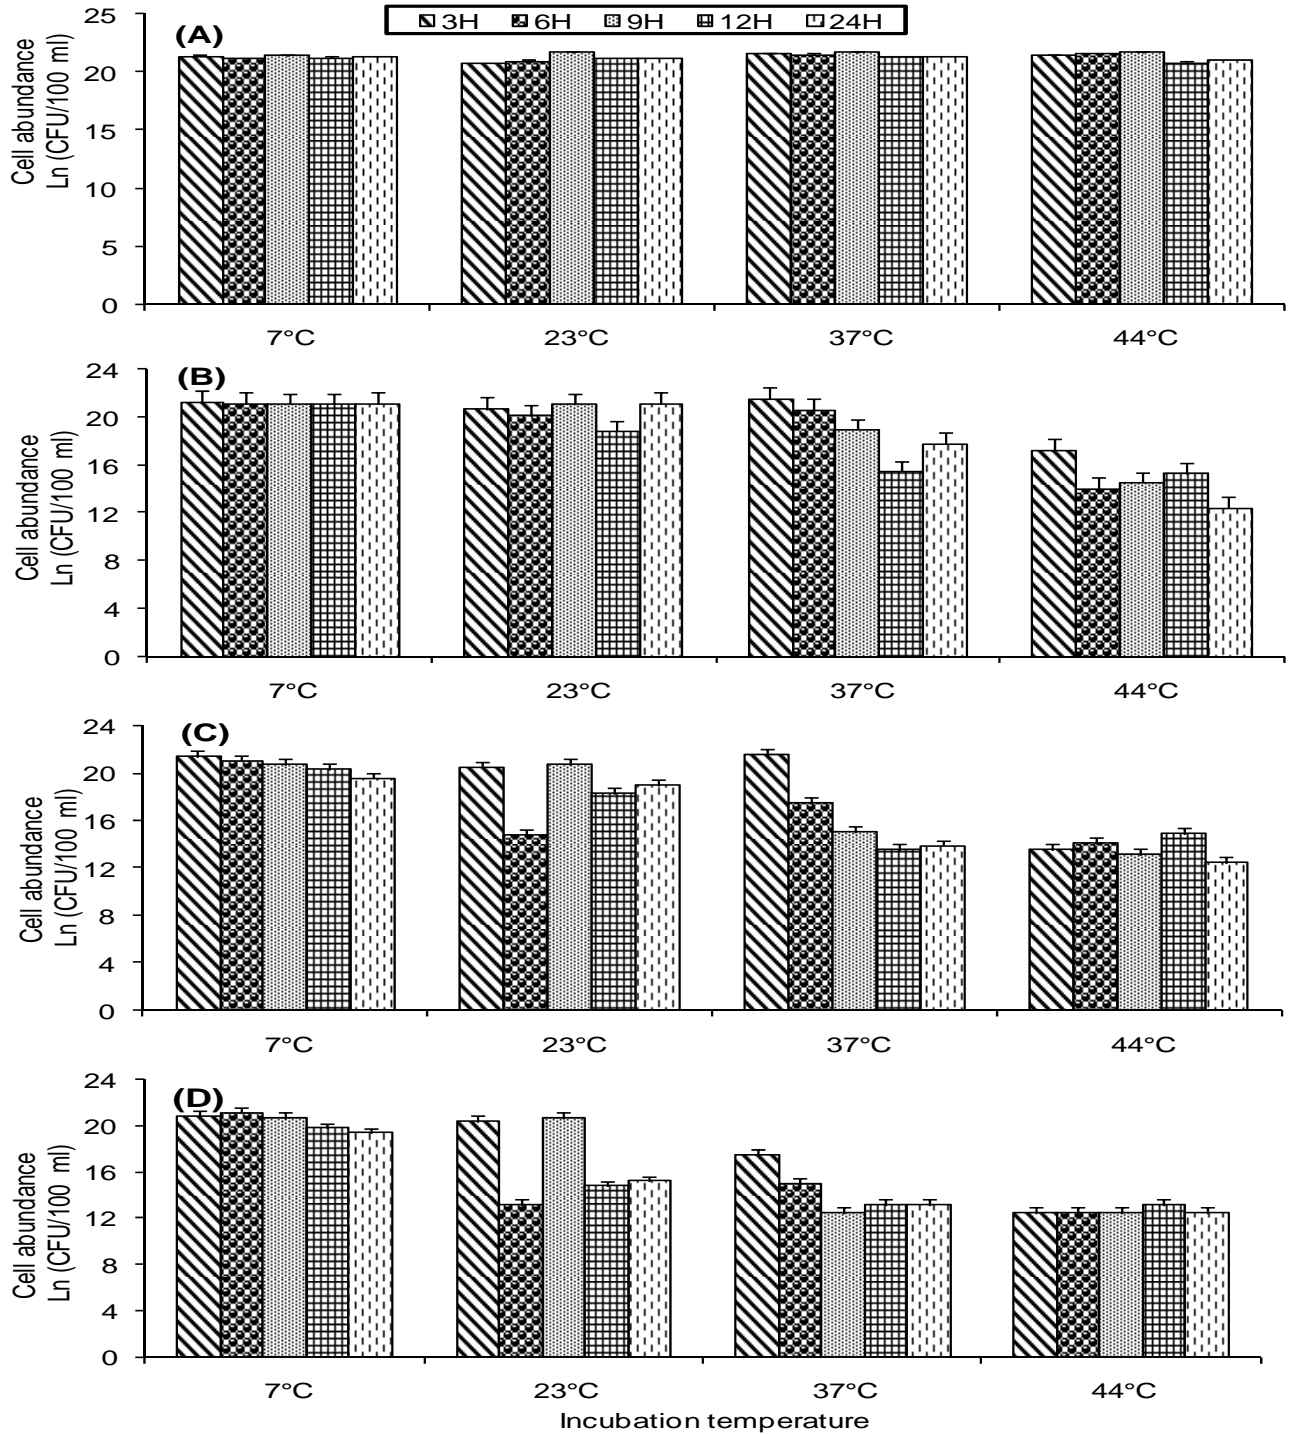 3H 6H 9H 12H 24H
(A)
Cell abundance
Ln (CFU/100 ml)
25
20
15
10
5
0
7°C 23°C 37°C 44°C
(B)
Cell abundance
Ln (CFU/100 ml)
24
20
16
12
8
4
0
7°C 23°C 37°C 44°C
(C)
Cell abundance
Ln (CFU/100 ml)
24
20
16
12
8
4
0
7°C 23°C 37°C 44°C
(D)
Cell abundance
Ln (CFU/100 ml)
24
20
16
12
8
4
0
7°C 23°C 37°C 44°C
Incubation temperature